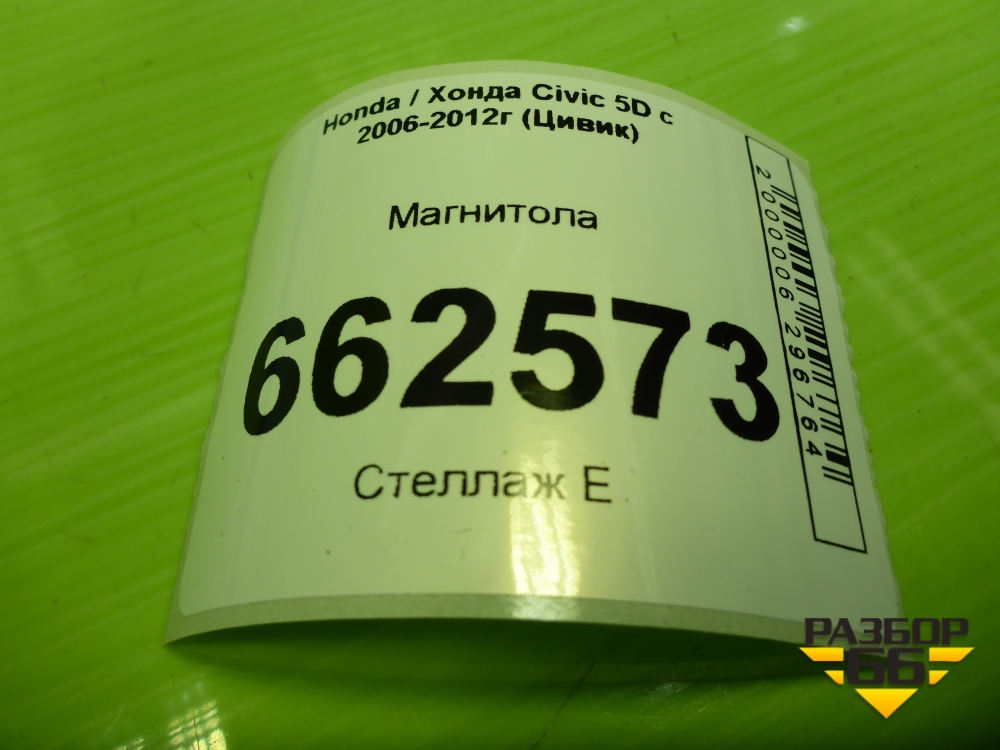 Honda / Хонда Civic 5D с
2006-2012г (Цивик)
Магнитола
662573
Стеллаж E
2000006296764
РАЗБОР
66